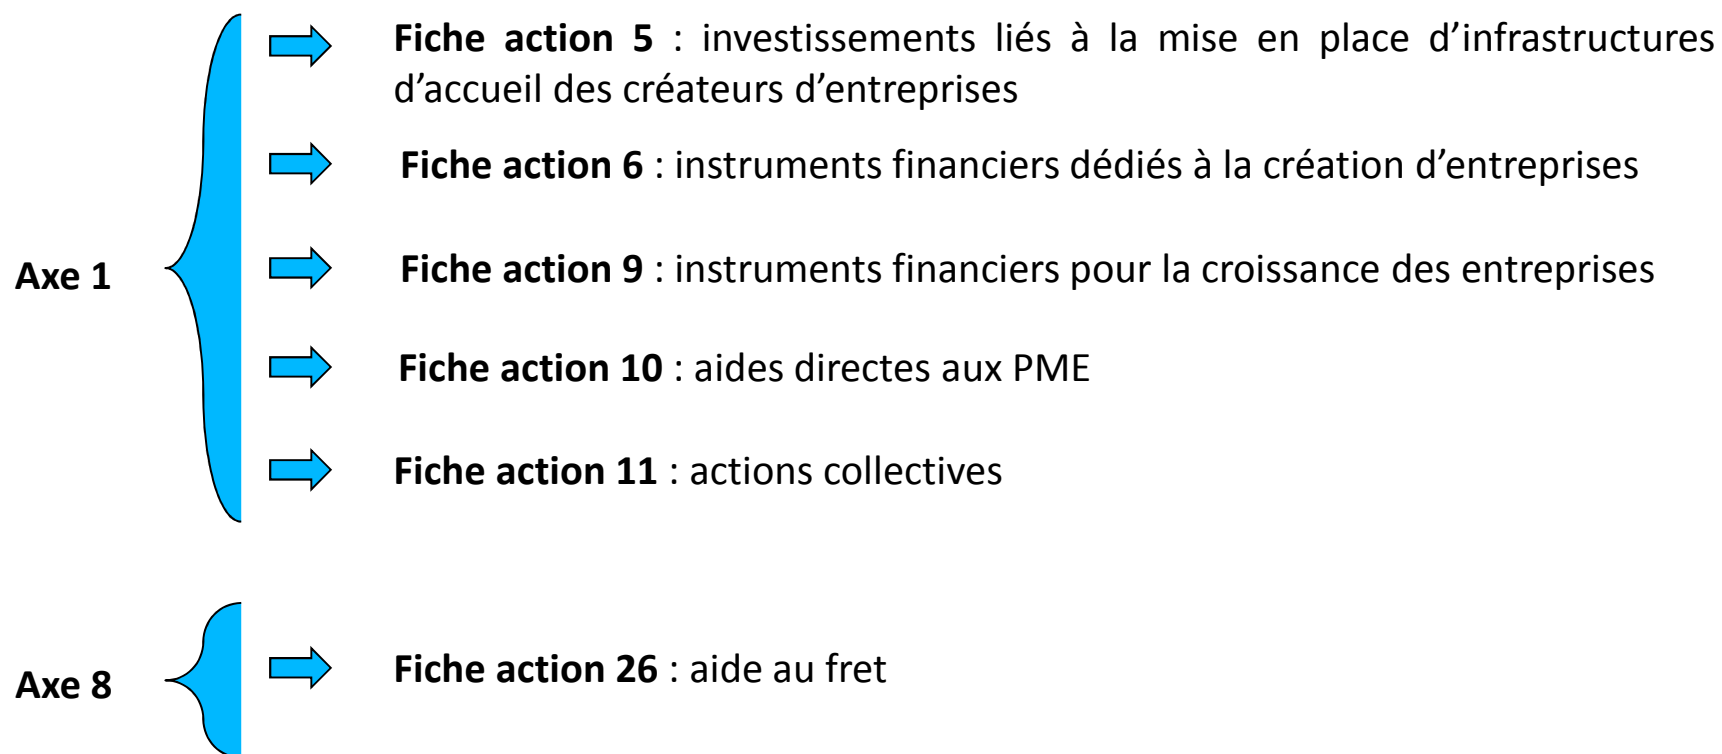 Fiche action 5 : investissements liés à la mise en place d’infrastructures
d’accueil des créateurs d’entreprises
Fiche action 6 : instruments financiers dédiés à la création d’entreprises
Axe 1
Fiche action 9 : instruments financiers pour la croissance des entreprises
Fiche action 10 : aides directes aux PME
Fiche action 11 : actions collectives
Axe 8
Fiche action 26 : aide au fret